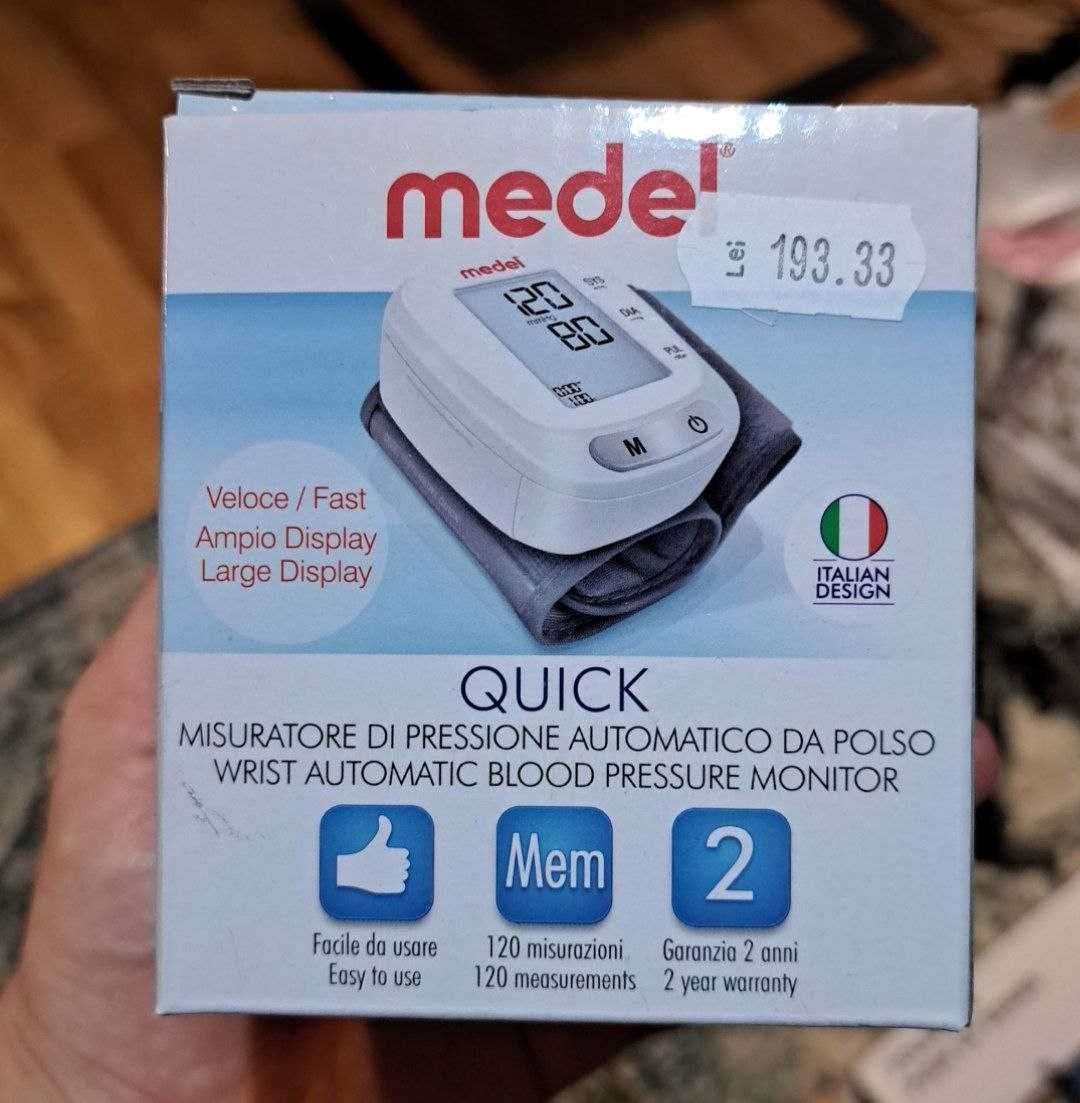 medel®
Lei 193.33
medel
120
SYS
mmHg
80
DIA
PUL
M
Veloce / Fast
Ampio Display
Large Display
ITALIAN
DESIGN
QUICK
MISURATORE DI PRESSIONE AUTOMATICO DA POLSO
WRIST AUTOMATIC BLOOD PRESSURE MONITOR
Mem
2
Facile da usare
Easy to use
120 misurazioni
120 measurements
Garanzia 2 anni
2 year warranty